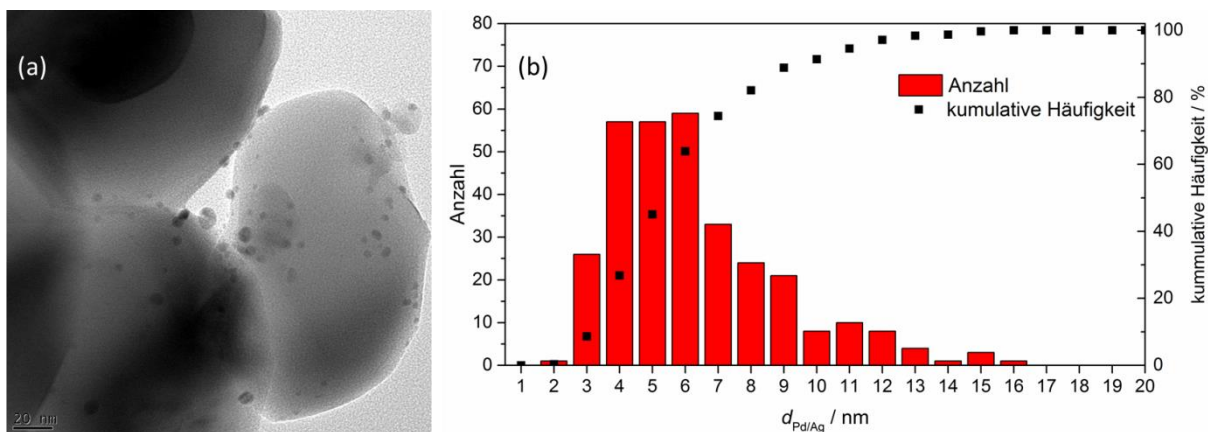 (a)
20 nm
(b)
Anzahl
kumulative Häufigkeit
80
70
60
50
40
30
20
10
0
Anzahl
100
80
60
40
20
0
kummulative Häufigkeit / %
1 2 3 4 5 6 7 8 9 10 11 12 13 14 15 16 17 18 19 20
d Pd/Ag / nm